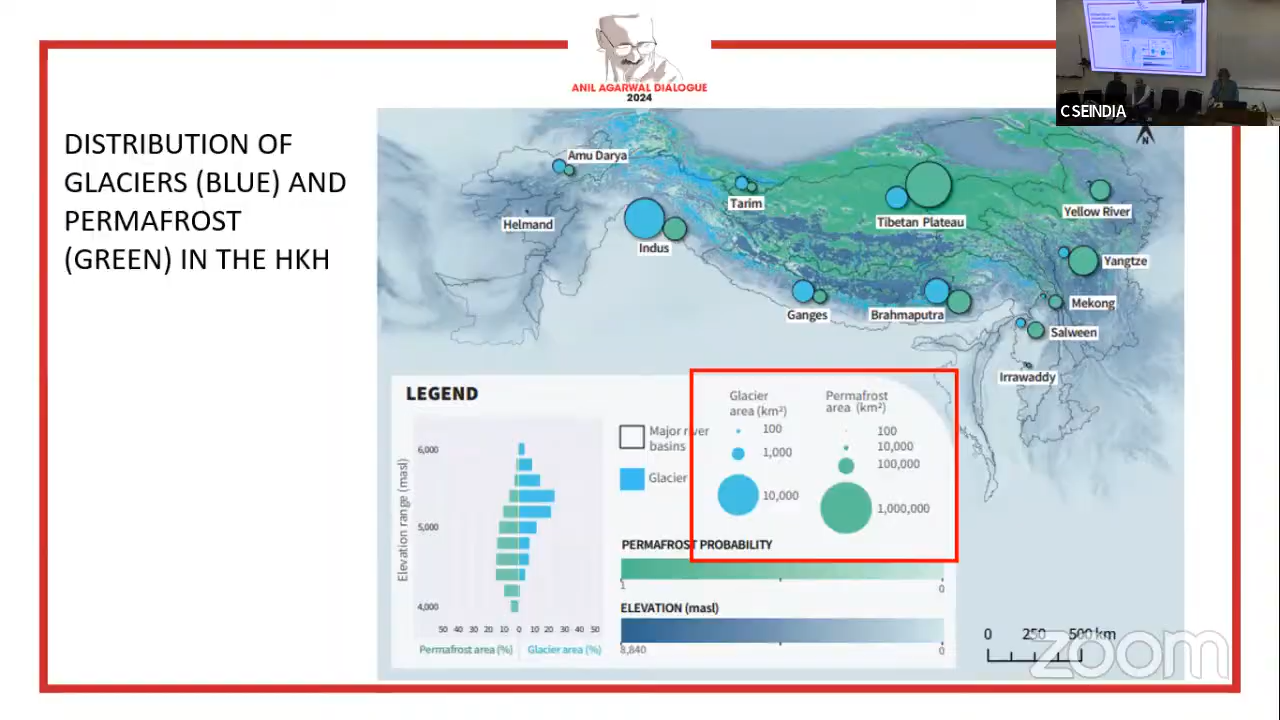 ANIL AGARWAL DIALOGUE
2024
CSEINDIA
DISTRIBUTION OF
GLACIERS (BLUE) AND
PERMAFROST
(GREEN) IN THE HKH
N
Amu Darya
Helmand
Indus
Tarim
Tibetan Plateau
Yellow River
Yangtze
Ganges
Brahmaputra
Mekong
Salween
Irrawaddy
LEGEND
Elevation range (masl)
6,000
5,000
4,000
50 40 30 20 10 0 10 20 30 40 50
Permafrost area (%) Glacier area (%)
Major river
basins
Glacier
Glacier
area (km²)
100
1,000
10,000
Permafrost
area (km²)
100
10,000
100,000
1,000,000
PERMAFROST PROBABILITY
1 0
ELEVATION (masl)
8,840 0
0 250 500 km
zoom